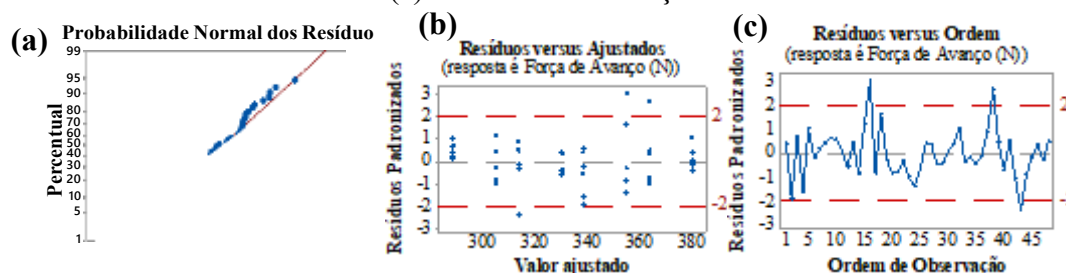 (a)
Probabilidade Normal dos Resíduo
99
95
90
80
70
60
50
40
30
20
10
5
1
Percentual
(b)
Resíduos versus Ajustados
(resposta é Força de Avanço (N))
Resíduos Padronizados
3
2
1
0
-1
-2
-3
2
-2
300 320 340 360 380
Valor ajustado
(c)
Resíduos versus Ordem
(resposta é Força de Avanço (N))
Resíduos Padronizados
3
2
1
0
-1
-2
-3
2
1 5 10 15 20 25 30 35 40 45
Ordem de Observação